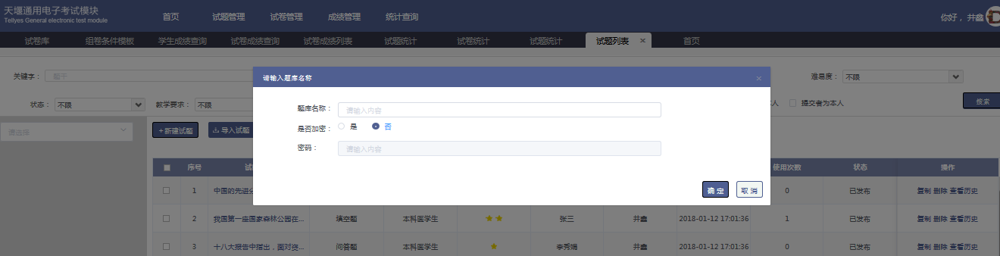 天堰通用电子考试模块
Tellyes General electronic test module
首页 试题管理 试卷管理 成绩管理 统计查询
你好， 井鑫
试卷库 组卷条件模板 学生成绩查询 试卷成绩查询 试卷成绩列表 试题统计 试卷统计 试题统计 试题列表 × 首页
请输入题库名称 ×
关键字： 题干 难易度： 不限
状态： 不限 教学要求： 不限 本人 提交者为本人 搜索
题库名称： 请输入内容
是否加密： 是 否
密码： 请输入内容
确定 取消
请选择 +新建试题 导入试题
序号 试 使用次数 状态 操作
1 中国的先进分 0 已发布 复制 删除 查看历史
2 我国第一座国家森林公园在... 填空题 本科医学生 张三 井鑫 2018-01-12 17:01:36 1 已发布 复制 删除 查看历史
3 十八大报告中指出，面对资... 问答题 本科医学生 李秀娟 井鑫 2018-01-12 17:01:36 0 已发布 复制 删除 查看历史